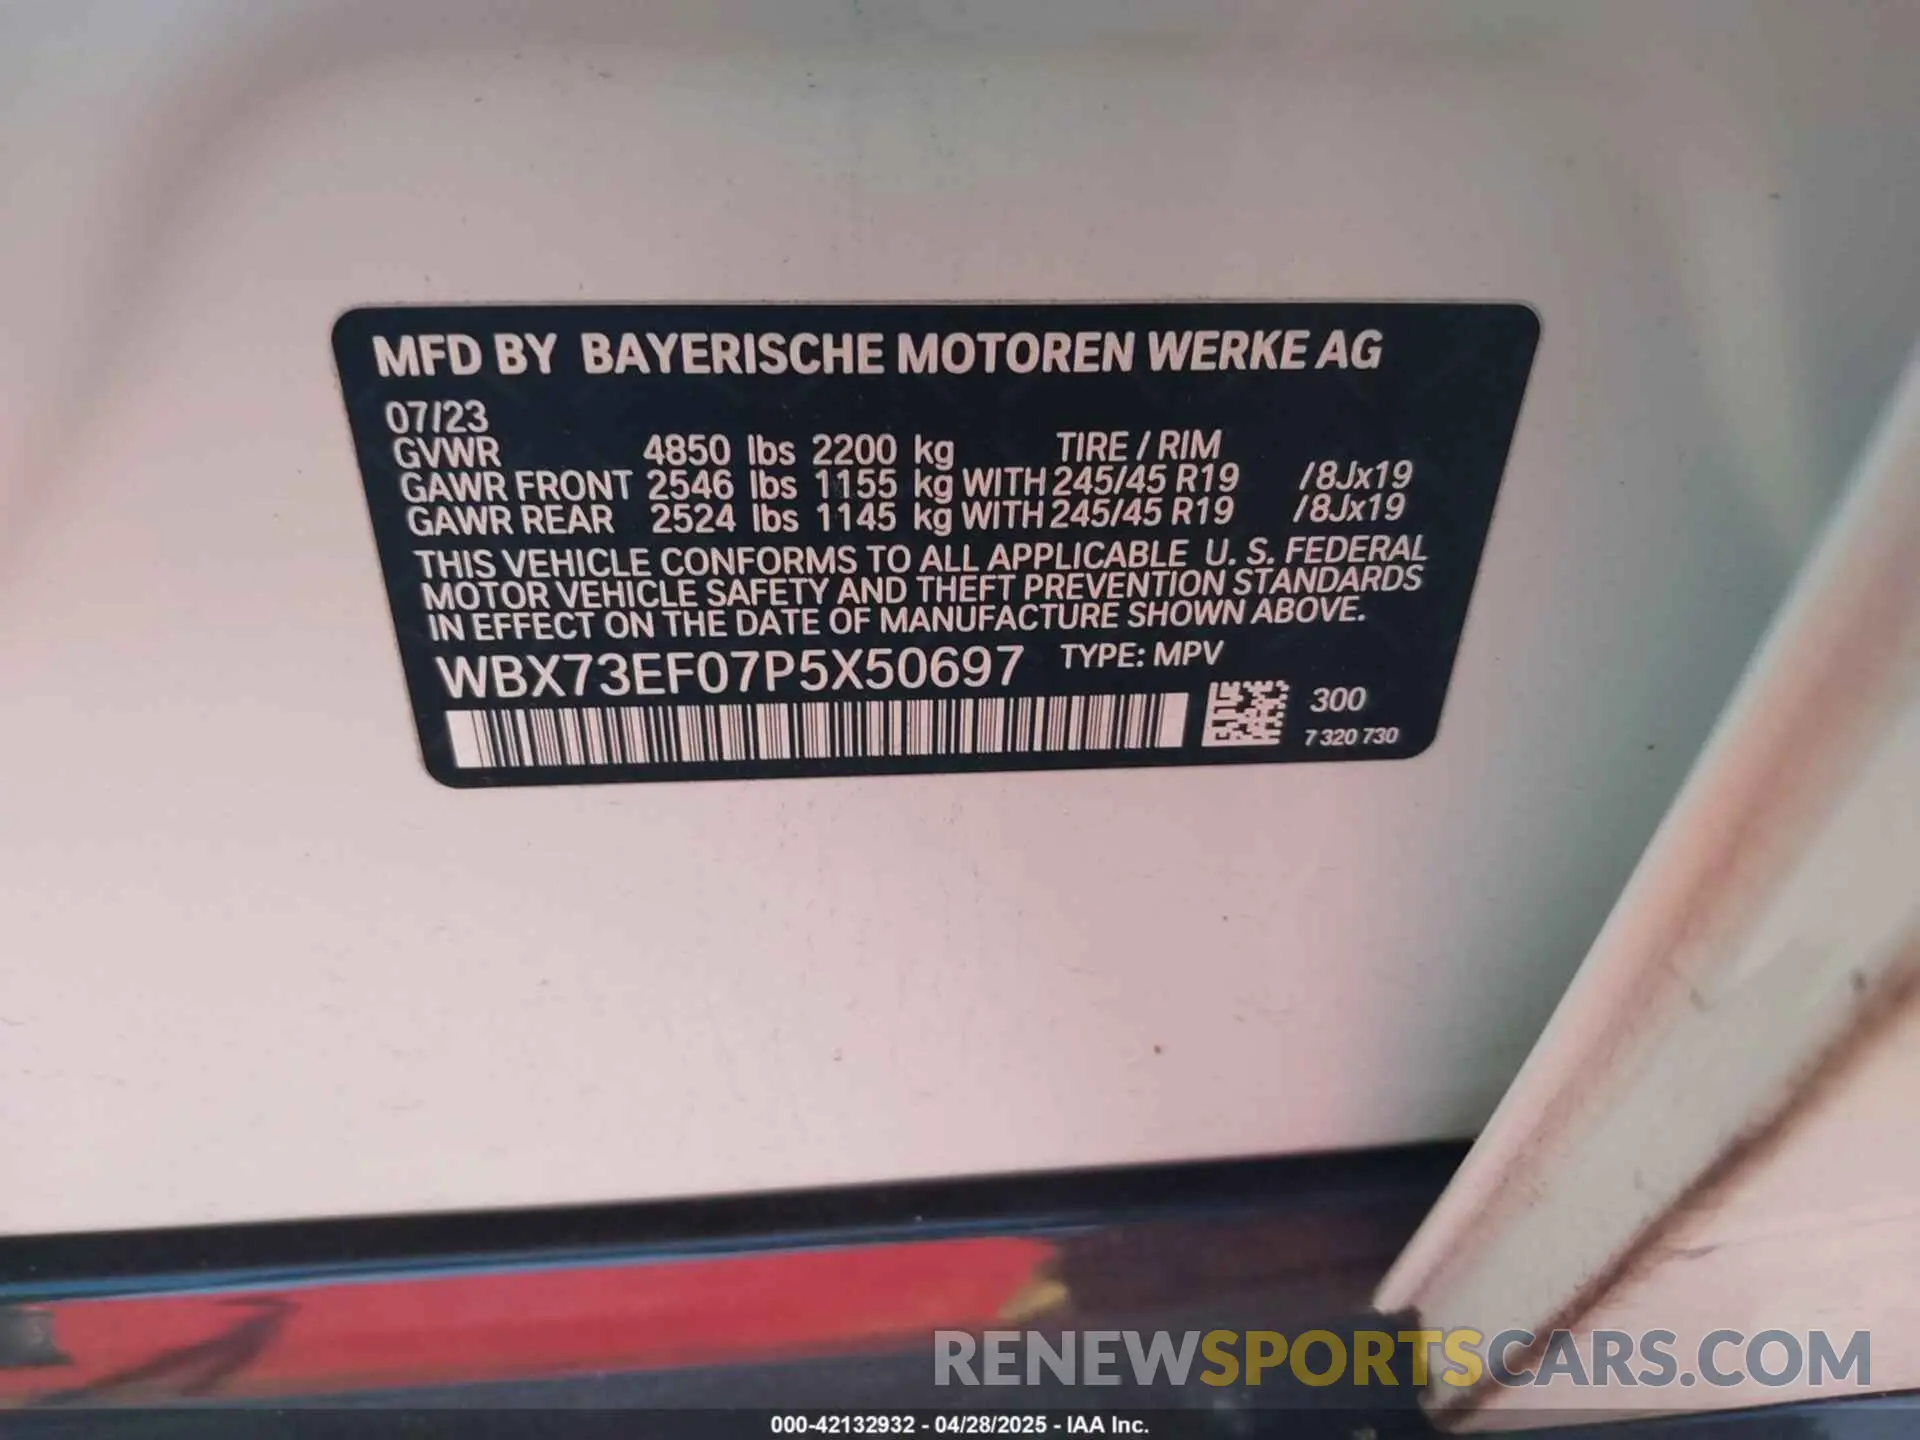 MFD BY BAYERISCHE MOTOREN WERKE AG
07/23
GVWR 4850 lbs 2200 kg TIRE / RIM
GAWR FRONT 2546 lbs 1155 kg WITH 245/45 R19 /8Jx19
GAWR REAR 2524 lbs 1145 kg WITH 245/45 R19 /8Jx19
THIS VEHICLE CONFORMS TO ALL APPLICABLE U. S. FEDERAL
MOTOR VEHICLE SAFETY AND THEFT PREVENTION STANDARDS
IN EFFECT ON THE DATE OF MANUFACTURE SHOWN ABOVE.
WBX73EF07P5X50697 TYPE: MPV
300
7 320 730
RENEWSPORTSCARS.COM
000-42132932 - 04/28/2025 - IAA Inc.